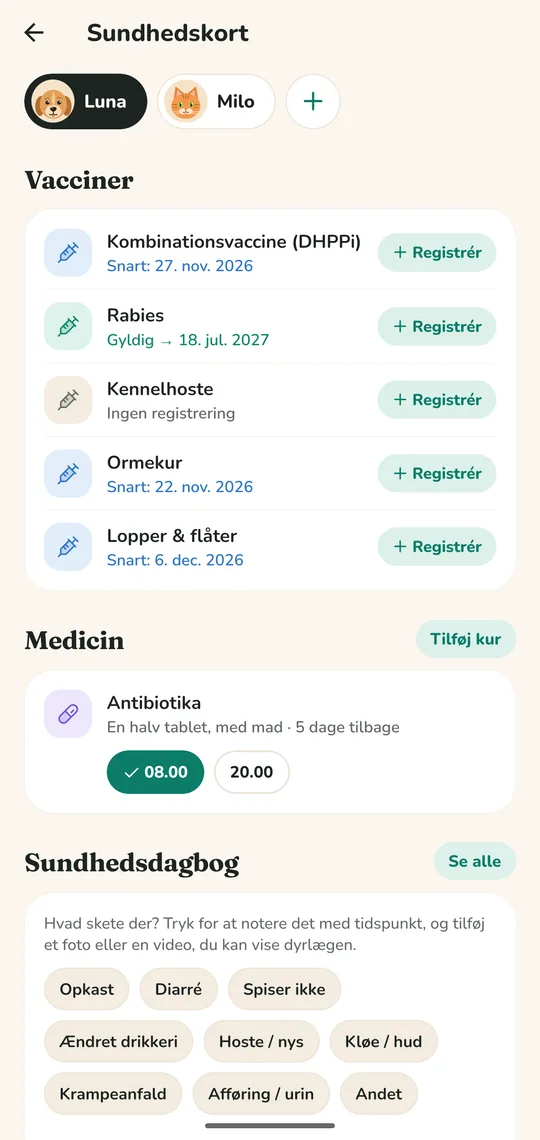 Sundhedskort
Luna
Milo
Vacciner
Kombinationsvaccine (DHPPi)
Snart: 27. nov. 2026
+ Registrér
Rabies
Gyldig → 18. jul. 2027
+ Registrér
Kennelhoste
Ingen registrering
+ Registrér
Ormekur
Snart: 22. nov. 2026
+ Registrér
Lopper & flåter
Snart: 6. dec. 2026
+ Registrér
Medicin
Tilføj kur
Antibiotika
En halv tablet, med mad · 5 dage tilbage
08.00
20.00
Sundhedsdagbog
Se alle
Hvad skete der? Tryk for at notere det med tidspunkt, og tilføj
et foto eller en video, du kan vise dyrlægen.
Opkast
Diarré
Spiser ikke
Ændret drikkeri
Hoste / nys
Kløe / hud
Krampeanfald
Afføring / urin
Andet